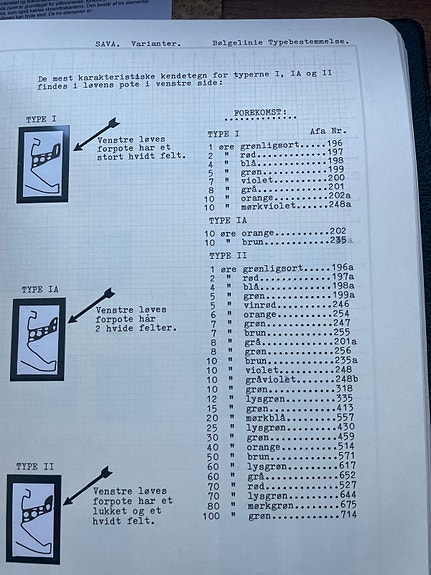 SAVA. Varianter. Bølgelinie Typebestemmelse.
De mest karakteristiske kendetegn for typerne I, IA og II
findes i løvens pote i venstre side:
TYPE I
Venstre løves
forpote har et
stort hvidt felt.
TYPE IA
Venstre løves
forpote hår
2 hvide felter.
TYPE II
Venstre løves
forpote har et
lukket og et
hvidt felt.
FOREKOMST:
TYPE I Afa Nr.
1 øre grønligsort.....196
2 " rød..............197
4 " blå..............198
5 " grøn.............199
7 " violet...........200
8 " grå..............201
10 " orange...........202a
10 " mørkviolet.......248a
TYPE IA
10 øre orange...........202
10 " brun.............235a
TYPE II
1 øre grønligsort.....196a
2 " rød..............197a
4 " blå..............198a
5 " grøn.............199a
5 " vinrød...........246
6 " orange...........254
7 " grøn.............247
7 " brun.............255
8 " grå..............201a
8 " grøn.............256
10 " brun.............235a
10 " violet...........248
10 " gråviolet........248b
10 " grøn.............318
12 " lysgrøn..........335
15 " grøn.............413
20 " mørkblå..........557
25 " lysgrøn..........430
30 " grøn.............459
40 " orange...........514
50 " brun.............571
60 " lysgrøn..........617
60 " grå..............652
70 " rød..............527
70 " lysgrøn..........644
80 " mørkgrøn.........675
100 " grøn.............714